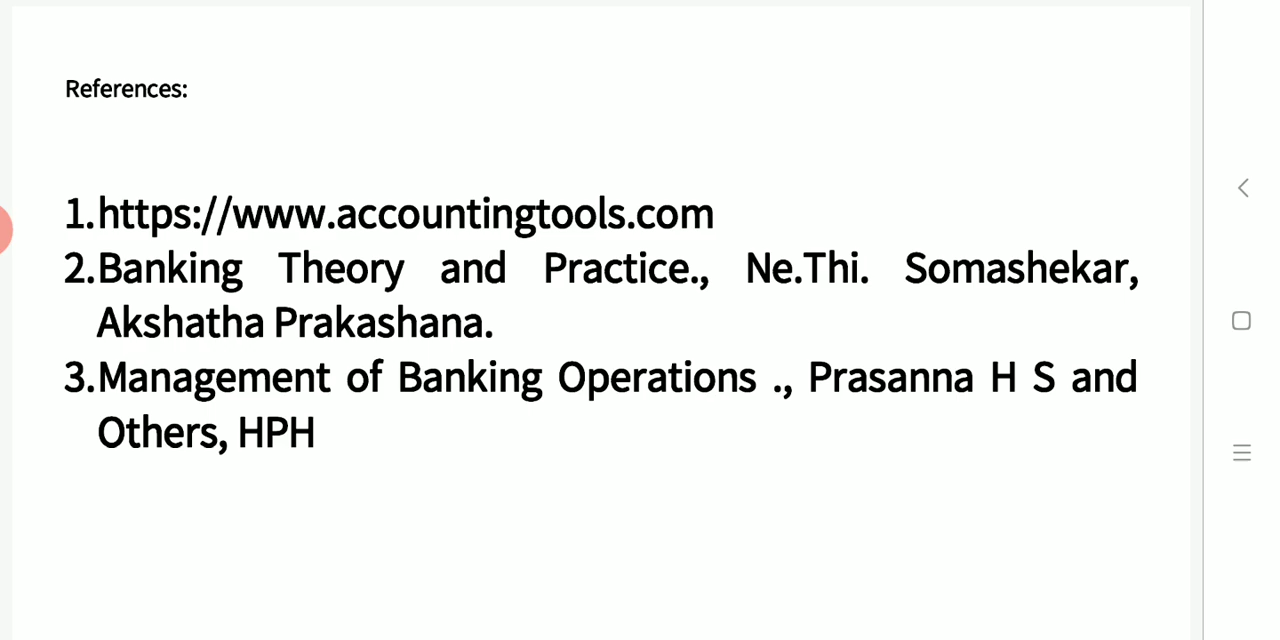 References:
1.https://www.accountingtools.com
2.Banking Theory and Practice., Ne.Thi. Somashekar,
Akshatha Prakashana.
3.Management of Banking Operations ., Prasanna H S and
Others, HPH